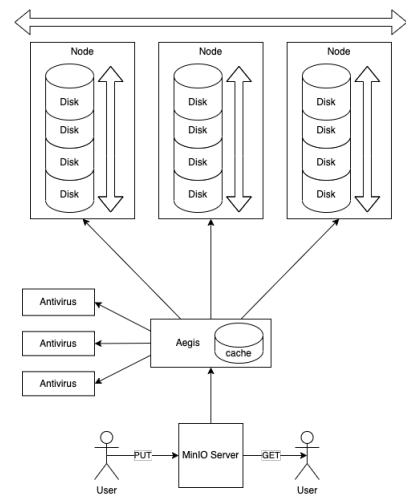 Node Node Node
Disk Disk Disk
Disk Disk Disk
Disk Disk Disk
Disk Disk Disk
Antivirus
Aegis
cache
Antivirus
Antivirus
PUT MinIO Server GET
User User